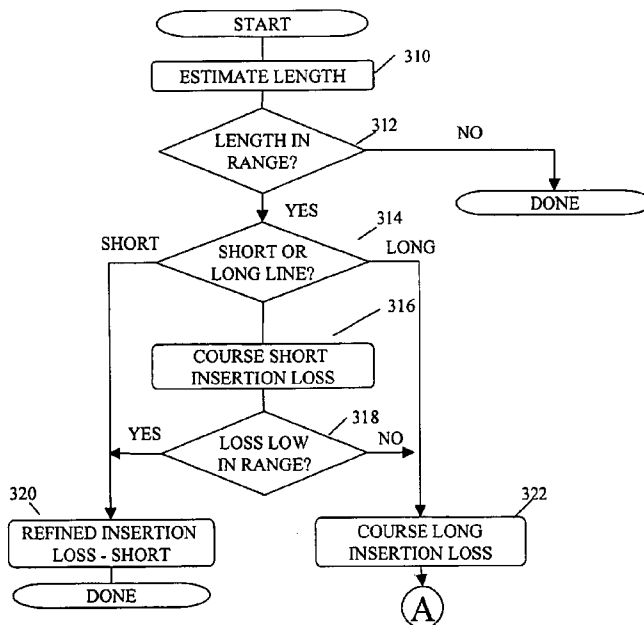 START
310
ESTIMATE LENGTH
312
LENGTH IN
RANGE?
NO
DONE
YES
314
SHORT
SHORT OR
LONG LINE?
LONG
316
COURSE SHORT
INSERTION LOSS
318
YES
LOSS LOW
IN RANGE?
NO
320
REFINED INSERTION
LOSS - SHORT
DONE
322
COURSE LONG
INSERTION LOSS
A